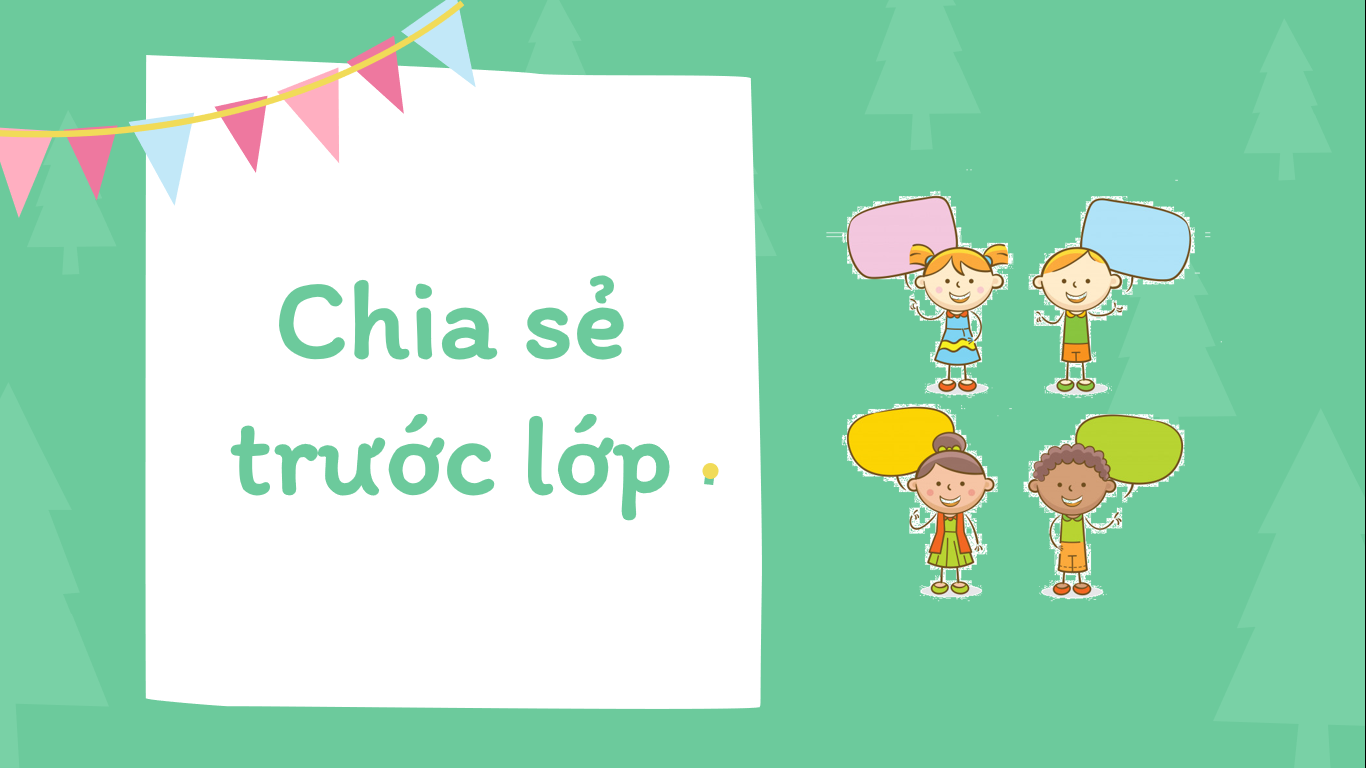 Chia sẻ
trước lớp